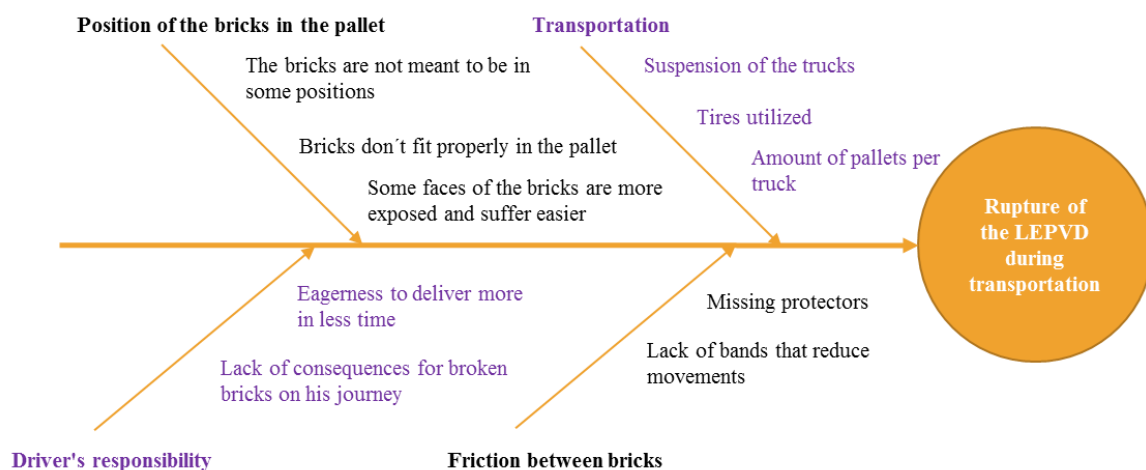 Position of the bricks in the pallet
Transportation
The bricks are not meant to be in
some positions
Bricks don´t fit properly in the pallet
Some faces of the bricks are more
exposed and suffer easier
Suspension of the trucks
Tires utilized
Amount of pallets per
truck
Rupture of
the LEPVD
during
transportation
Eagerness to deliver more
in less time
Lack of consequences for broken
bricks on his journey
Missing protectors
Lack of bands that reduce
movements
Driver's responsibility
Friction between bricks